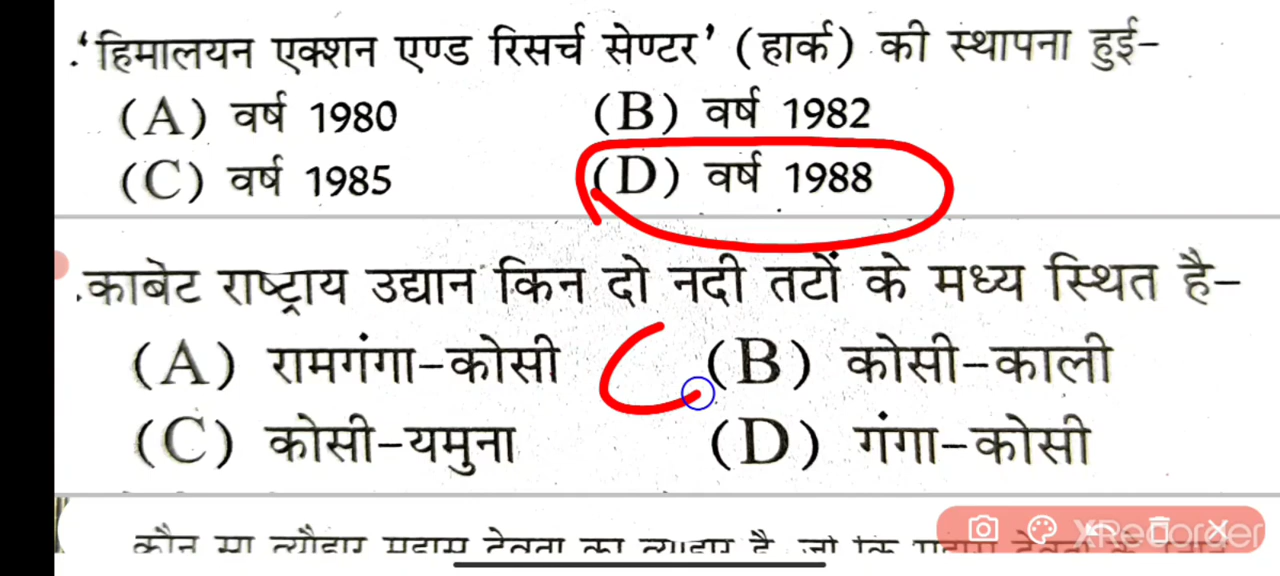 .‘हिमालयन एक्शन एण्ड रिसर्च सेण्टर’ (हार्क) की स्थापना हुई–
(A) वर्ष 1980 (B) वर्ष 1982
(C) वर्ष 1985 (D) वर्ष 1988
.काबेट राष्ट्राय उद्यान किन दो नदी तटों के मध्य स्थित है–
(A) रामगंगा–कोसी (B) कोसी–काली
(C) कोसी–यमुना (D) गंगा–कोसी
XRecorder